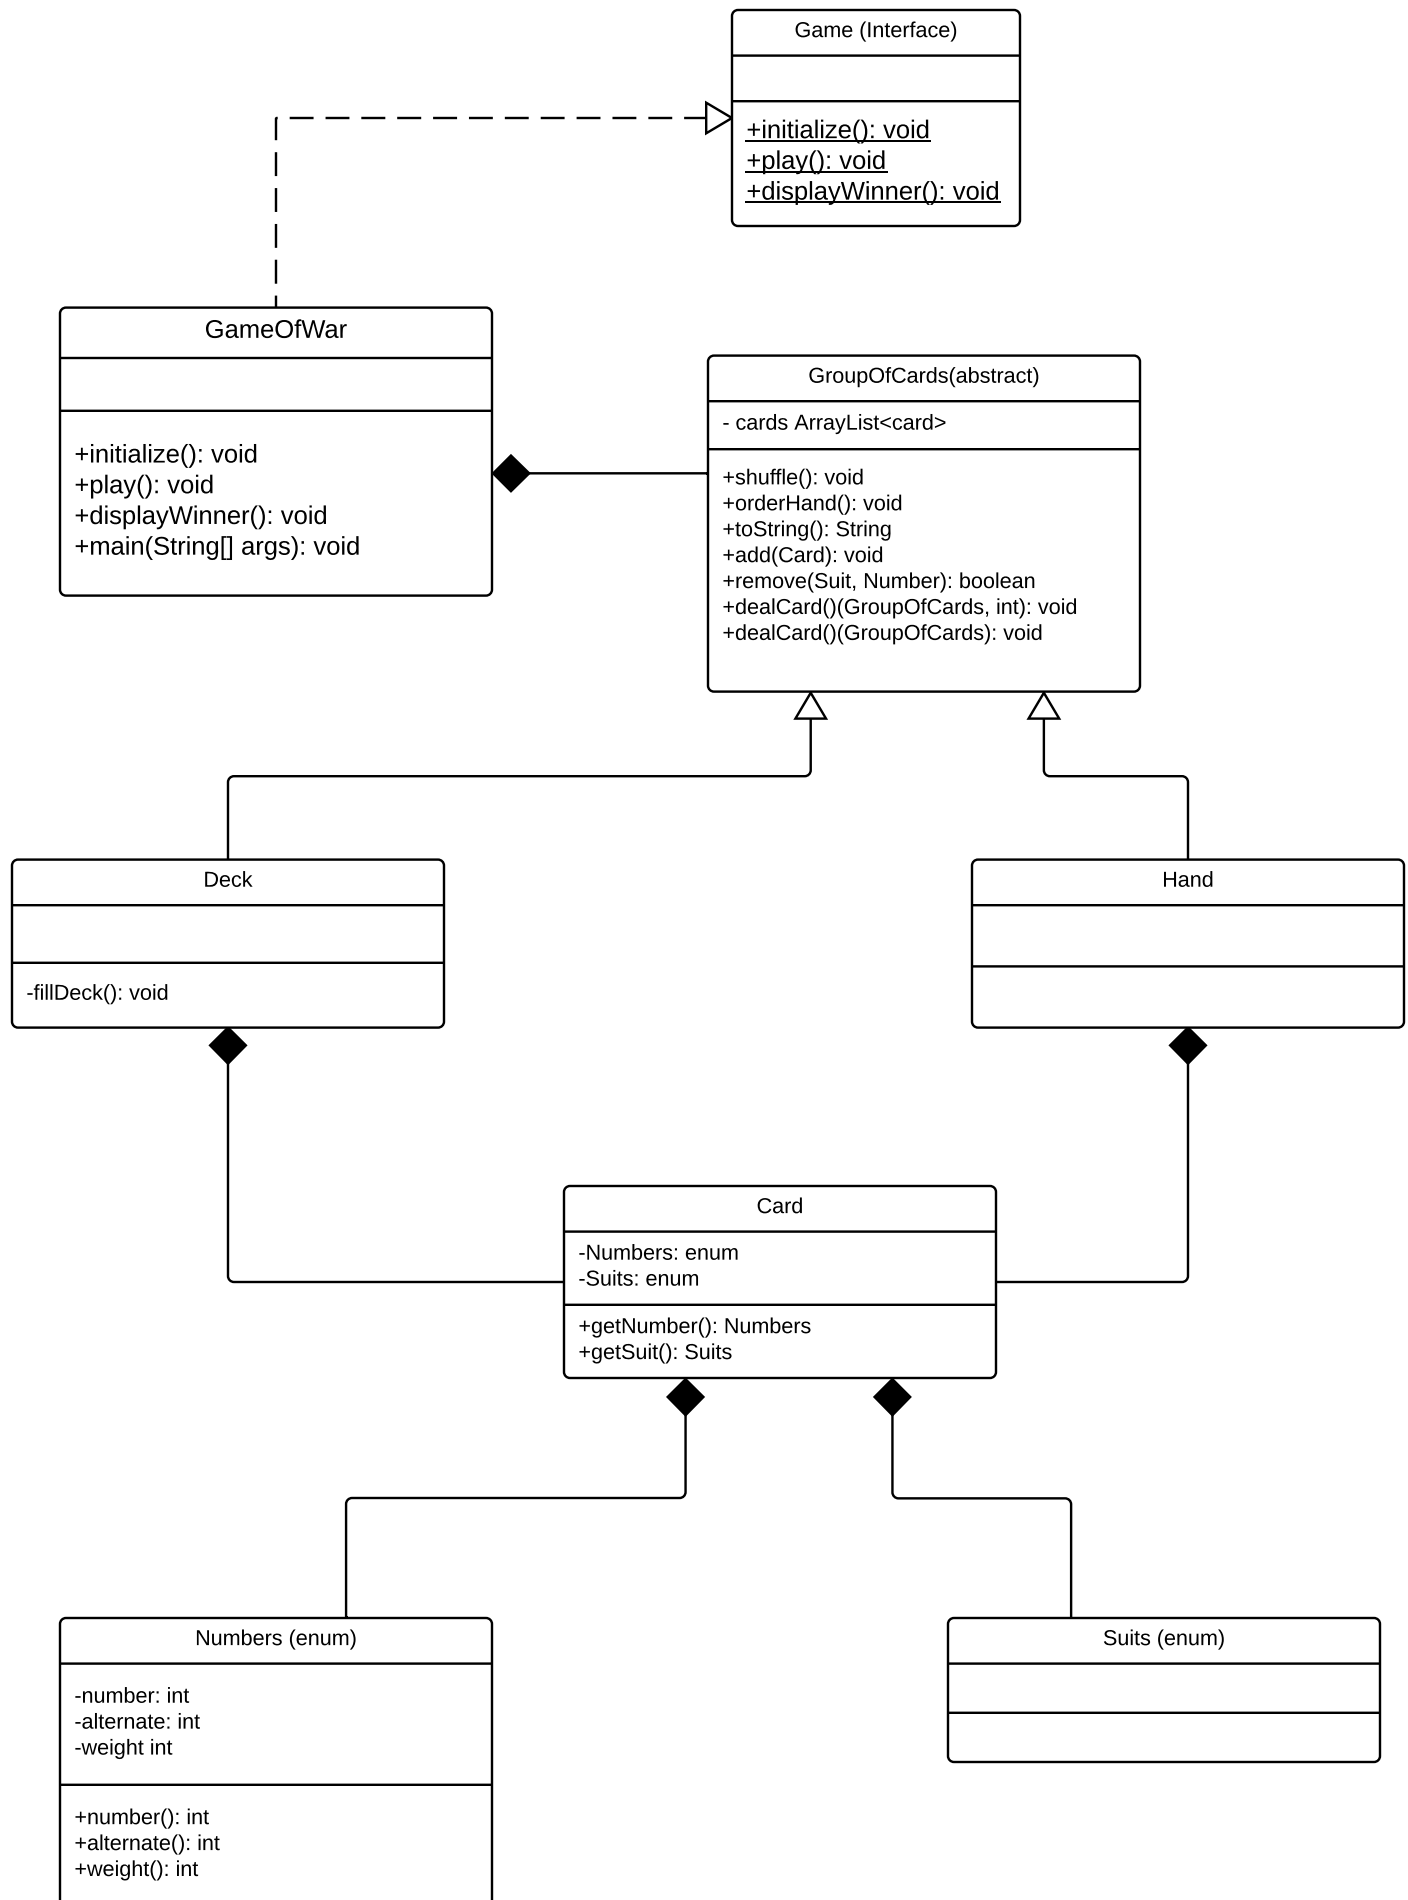 Game (Interface)
+initialize(): void
+play(): void
+displayWinner(): void
GameOfWar
+initialize(): void
+play(): void
+displayWinner(): void
+main(String[] args): void
GroupOfCards(abstract)
- cards ArrayList<card>
+shuffle(): void
+orderHand(): void
+toString(): String
+add(Card): void
+remove(Suit, Number): boolean
+dealCard()(GroupOfCards, int): void
+dealCard()(GroupOfCards): void
Deck
-fillDeck(): void
Hand
Card
-Numbers: enum
-Suits: enum
+getNumber(): Numbers
+getSuit(): Suits
Numbers (enum)
-number: int
-alternate: int
-weight int
+number(): int
+alternate(): int
+weight(): int
Suits (enum)